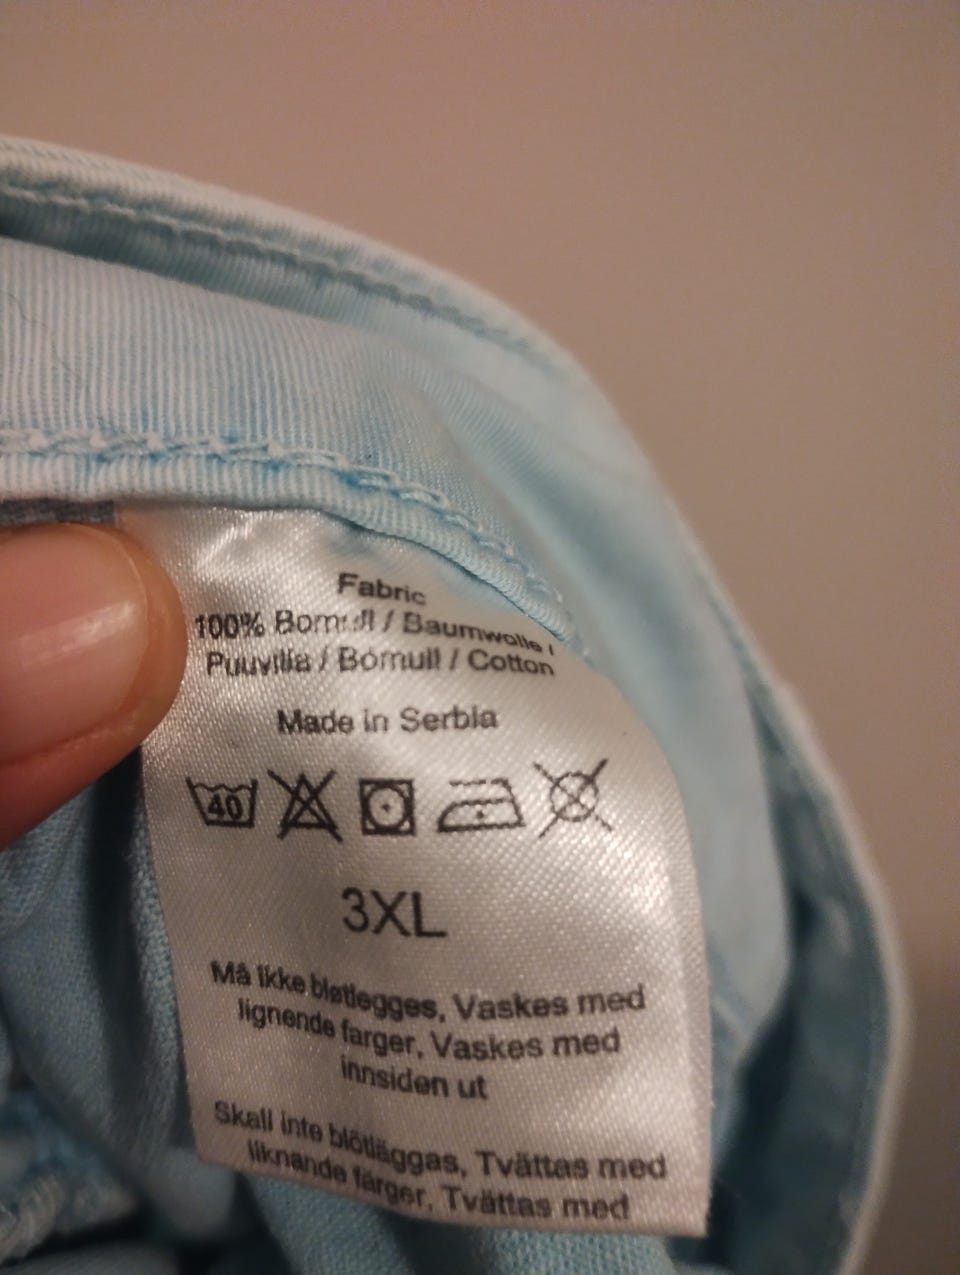 Fabric
100% Bomull / Baumwolle /
Puuvilla / Bómull / Cotton
Made in Serbia
40
3XL
Må ikke bløtlegges, Vaskes med
lignende farger, Vaskes med
innsiden ut
Skall inte blötläggas, Tvättas med
liknande färger, Tvättas med